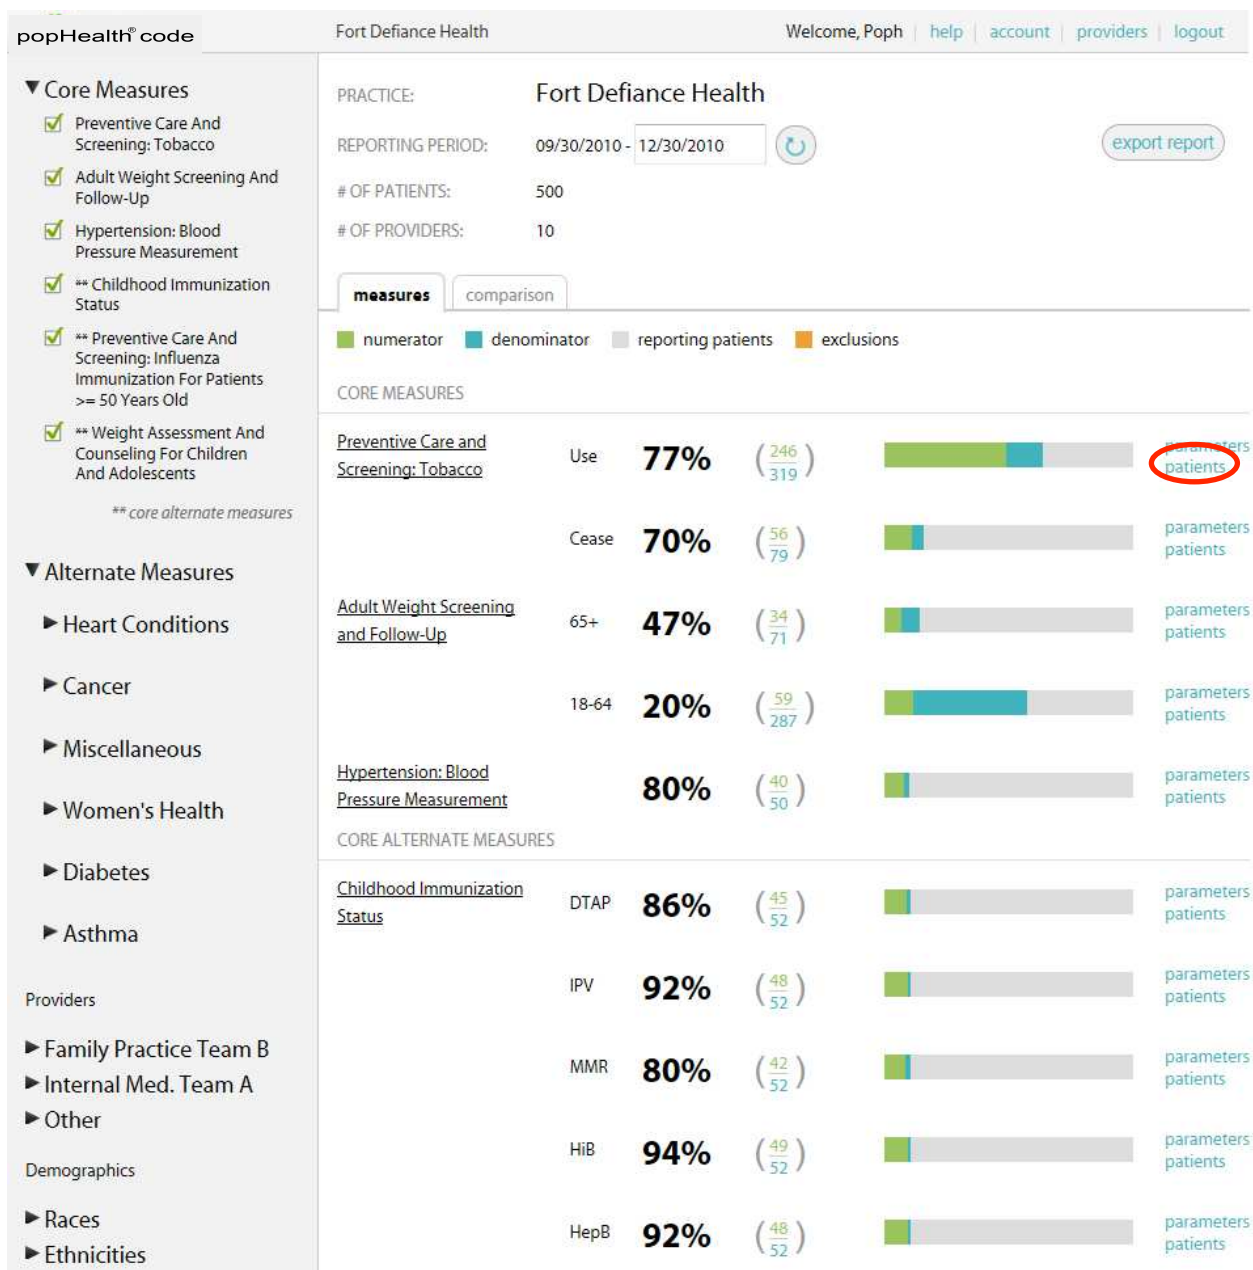 popHealth® code
Fort Defiance Health
Welcome, Poph | help | account | providers | logout
▼ Core Measures
Preventive Care And
Screening: Tobacco
Adult Weight Screening And
Follow-Up
Hypertension: Blood
Pressure Measurement
** Childhood Immunization
Status
** Preventive Care And
Screening: Influenza
Immunization For Patients
>= 50 Years Old
** Weight Assessment And
Counseling For Children
And Adolescents
** core alternate measures
▼ Alternate Measures
► Heart Conditions
► Cancer
► Miscellaneous
► Women's Health
► Diabetes
► Asthma
Providers
► Family Practice Team B
► Internal Med. Team A
► Other
Demographics
► Races
► Ethnicities
PRACTICE: Fort Defiance Health
REPORTING PERIOD: 09/30/2010 - 12/30/2010
export report
# OF PATIENTS: 500
# OF PROVIDERS: 10
measures comparison
numerator denominator reporting patients exclusions
CORE MEASURES
Preventive Care and
Screening: Tobacco
Use 77% (246/319)
parameters
patients
Cease 70% (56/79)
parameters
patients
Adult Weight Screening
and Follow-Up
65+ 47% (34/71)
parameters
patients
18-64 20% (59/287)
parameters
patients
Hypertension: Blood
Pressure Measurement
80% (40/50)
parameters
patients
CORE ALTERNATE MEASURES
Childhood Immunization
Status
DTAP 86% (45/52)
parameters
patients
IPV 92% (48/52)
parameters
patients
MMR 80% (42/52)
parameters
patients
HiB 94% (49/52)
parameters
patients
HepB 92% (48/52)
parameters
patients